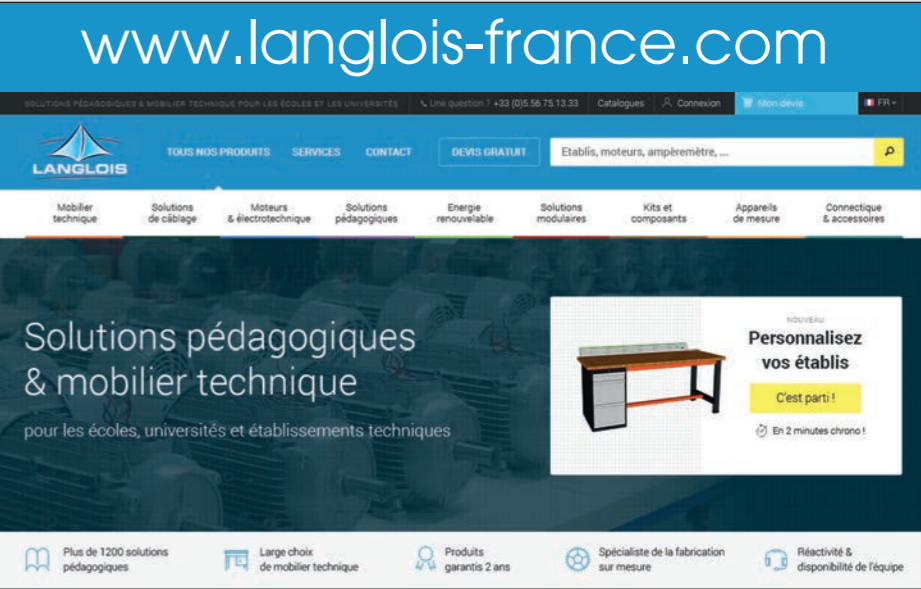 www.langlois-france.com
SOLUTIONS PÉDAGOGIQUES & MOBILIER TECHNIQUE POUR LES ÉCOLES ET LES UNIVERSITÉS
Une question ? +33 (0)5.56.75.13.33
Catalogues
Connexion
Mon devis
FR
LANGLOIS
TOUS NOS PRODUITS
SERVICES
CONTACT
DEVIS GRATUIT
Etablis, moteurs, ampèremètre, ...
Mobilier
technique
Solutions
de câblage
Moteurs
& électrotechnique
Solutions
pédagogiques
Energie
renouvelable
Solutions
modulaires
Kits et
composants
Appareils
de mesure
Connectique
& accessoires
Solutions pédagogiques
& mobilier technique
pour les écoles, universités et établissements techniques
NOUVEAU
Personnalisez
vos établis
C'est parti !
En 2 minutes chrono !
Plus de 1200 solutions
pédagogiques
Large choix
de mobilier technique
Produits
garantis 2 ans
Spécialiste de la fabrication
sur mesure
Réactivité &
disponibilité de l'équipe